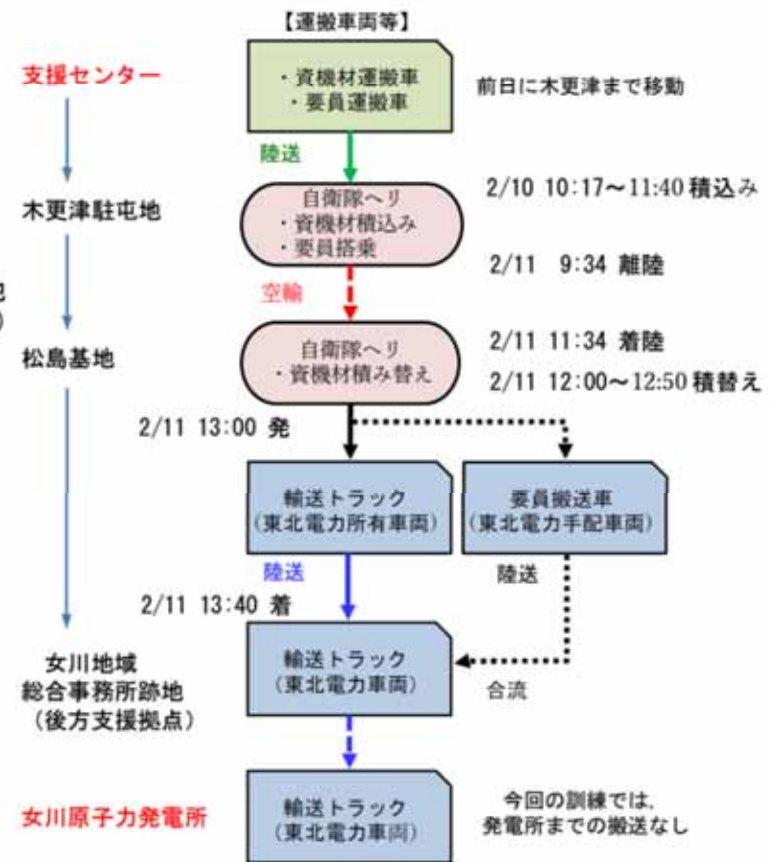 【運搬車両等】
支援センター
・資機材運搬車
・要員運搬車
前日に木更津まで移動
陸送
木更津駐屯地
自衛隊ヘリ
・資機材積込み
・要員搭乗
2/10 10:17～11:40 積込み
2/11 9:34 離陸
空輸
松島基地
自衛隊ヘリ
・資機材積み替え
2/11 11:34 着陸
2/11 12:00～12:50 積替え
2/11 13:00 発
輸送トラック
(東北電力所有車両)
要員搬送車
(東北電力手配車両)
陸送
陸送
2/11 13:40 着
女川地域
総合事務所跡地
(後方支援拠点)
輸送トラック
(東北電力車両)
合流
女川原子力発電所
輸送トラック
(東北電力車両)
今回の訓練では,
発電所までの搬送なし